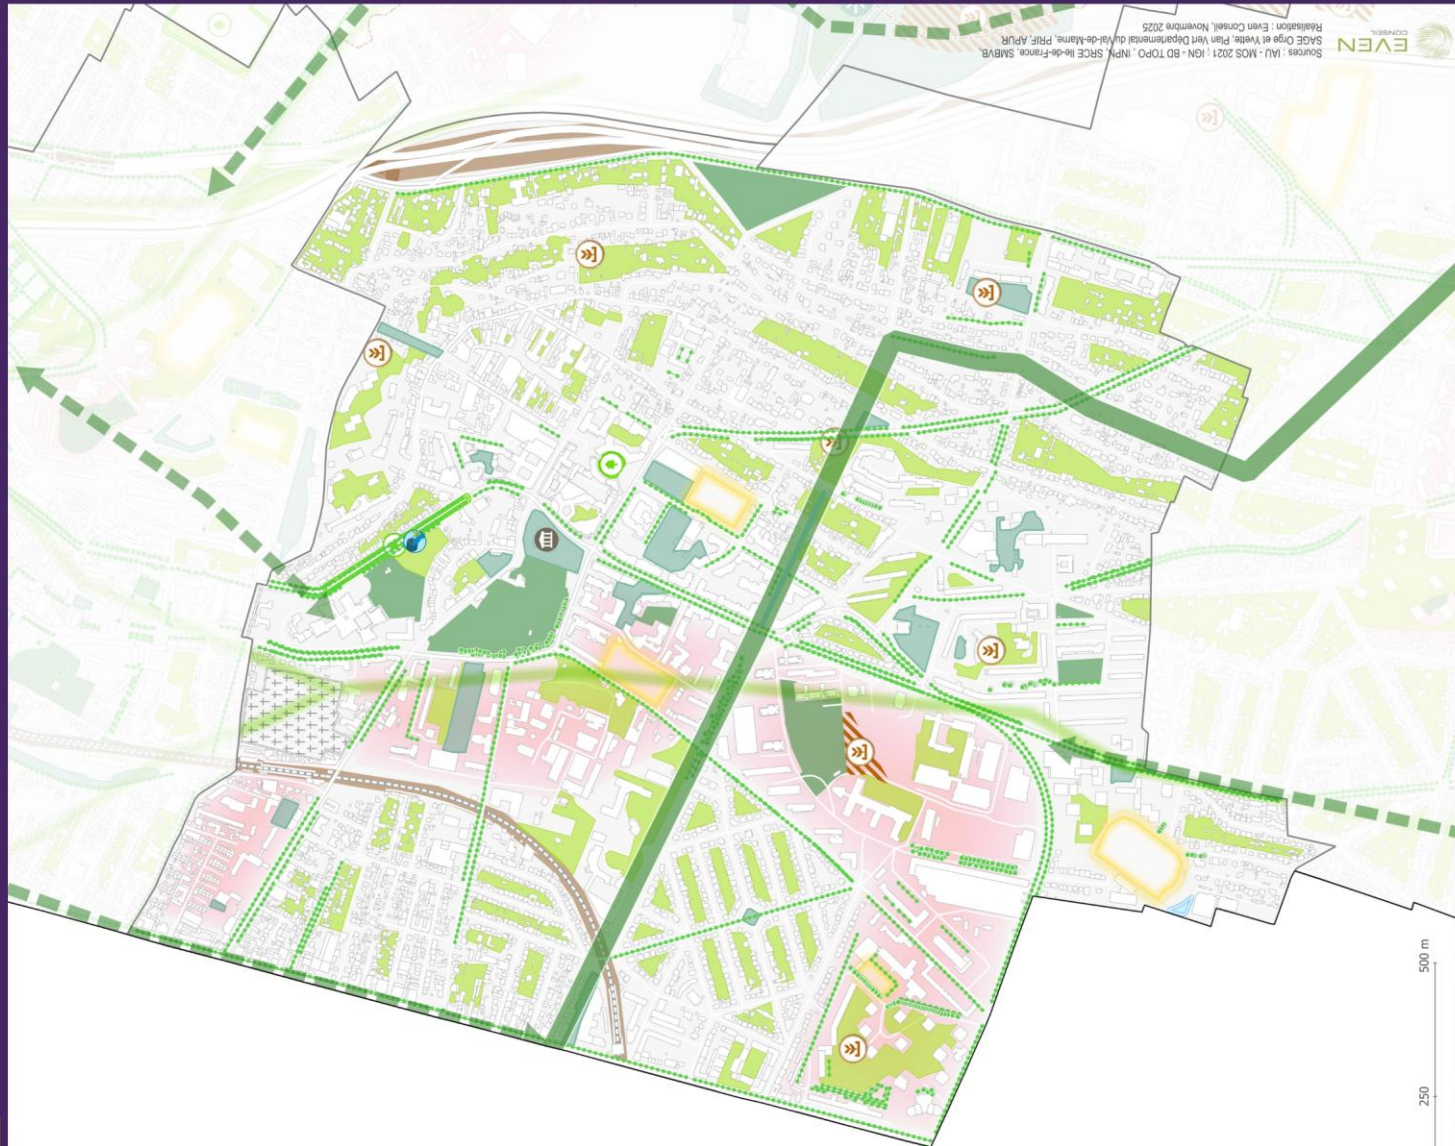 Sources : IAU - MOS 2021 ; IGN - BD TOPO , INPN, SRCE Ile-de-France, SMBVB,
SAGE Orge et Yvette, Plan Vert Départemental du Val-de-Marne, PRIF, APUR
Réalisation : Even Conseil, Novembre 2025
EVEN
CONSEIL
500 m
250